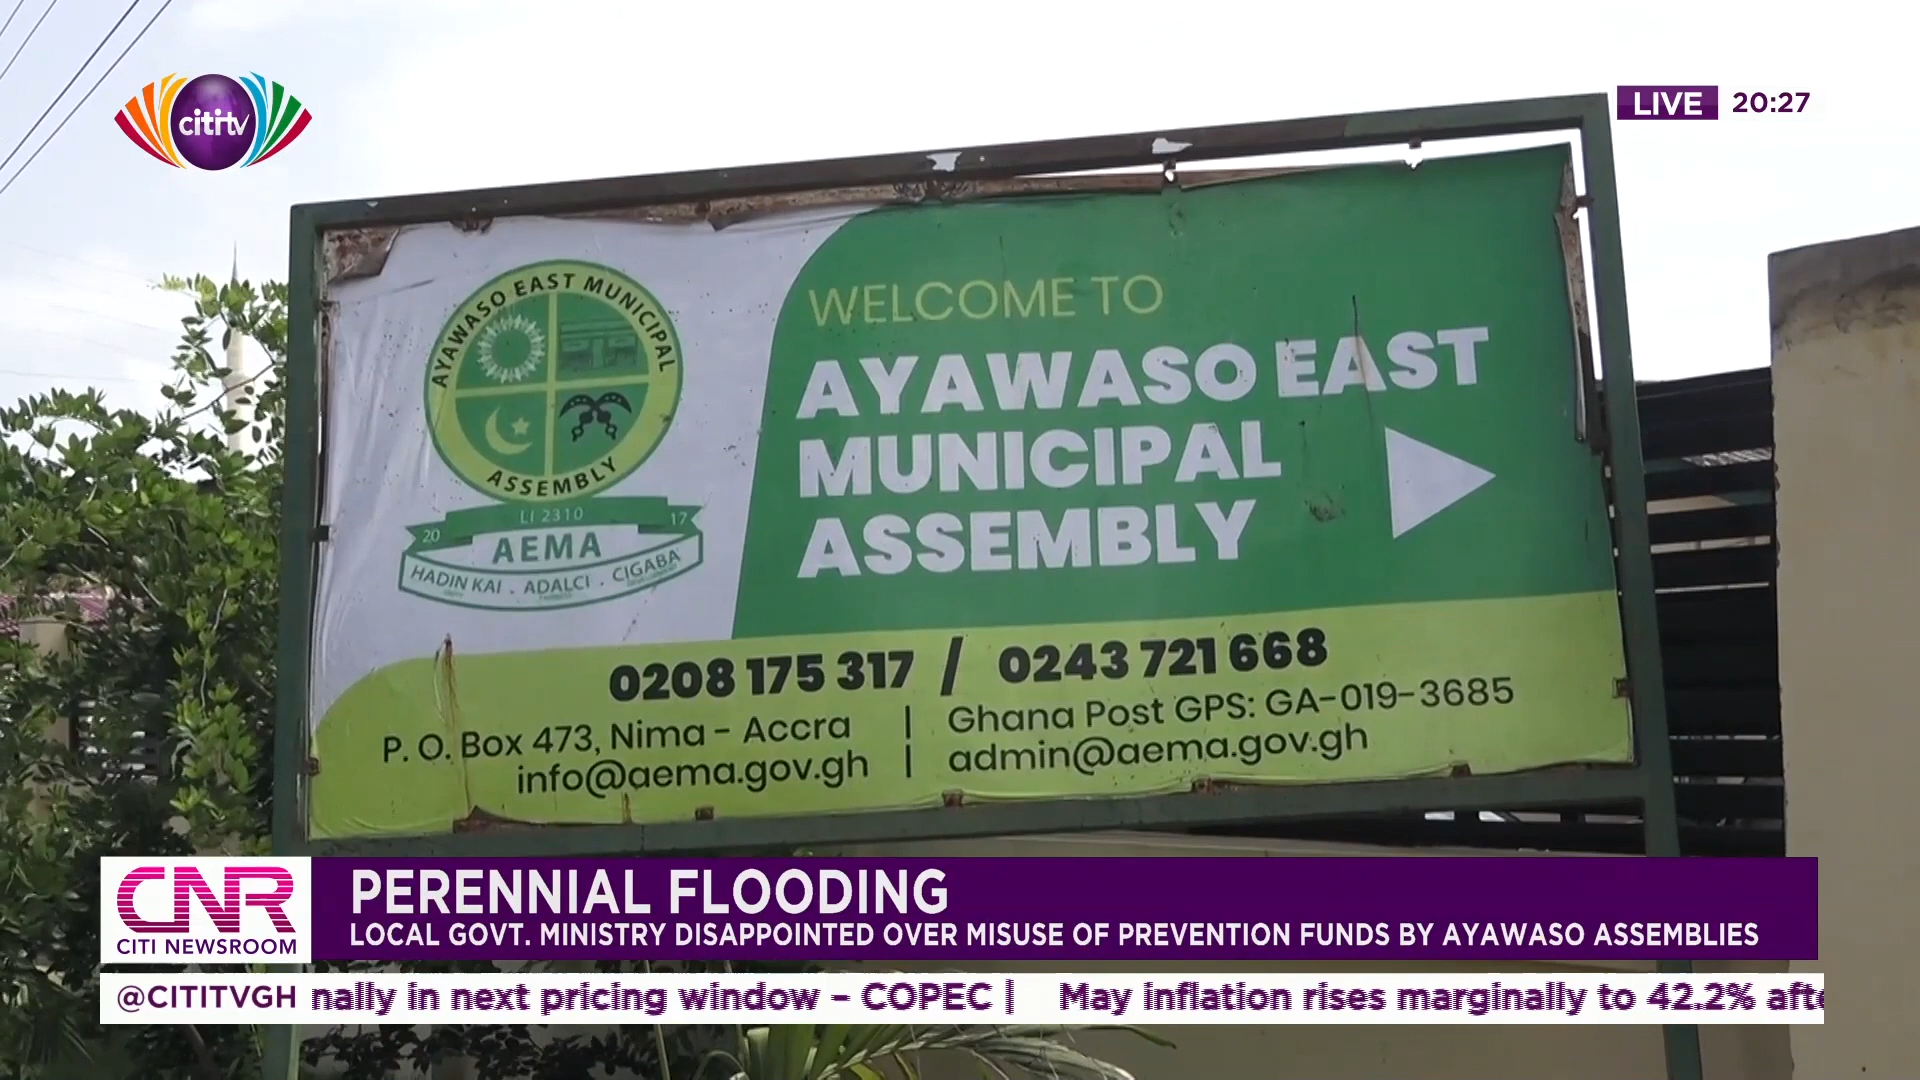 cititv
LIVE 20:27
AYAWASO EAST MUNICIPAL
ASSEMBLY
LI 2310
20 17
AEMA
HADIN KAI . ADALCI . CIGABA
WELCOME TO
AYAWASO EAST
MUNICIPAL
ASSEMBLY
0208 175 317 / 0243 721 668
P. O. Box 473, Nima - Accra | Ghana Post GPS: GA-019-3685
info@aema.gov.gh | admin@aema.gov.gh
CNR
CITI NEWSROOM
PERENNIAL FLOODING
LOCAL GOVT. MINISTRY DISAPPOINTED OVER MISUSE OF PREVENTION FUNDS BY AYAWASO ASSEMBLIES
@CITITVGH nally in next pricing window – COPEC | May inflation rises marginally to 42.2%